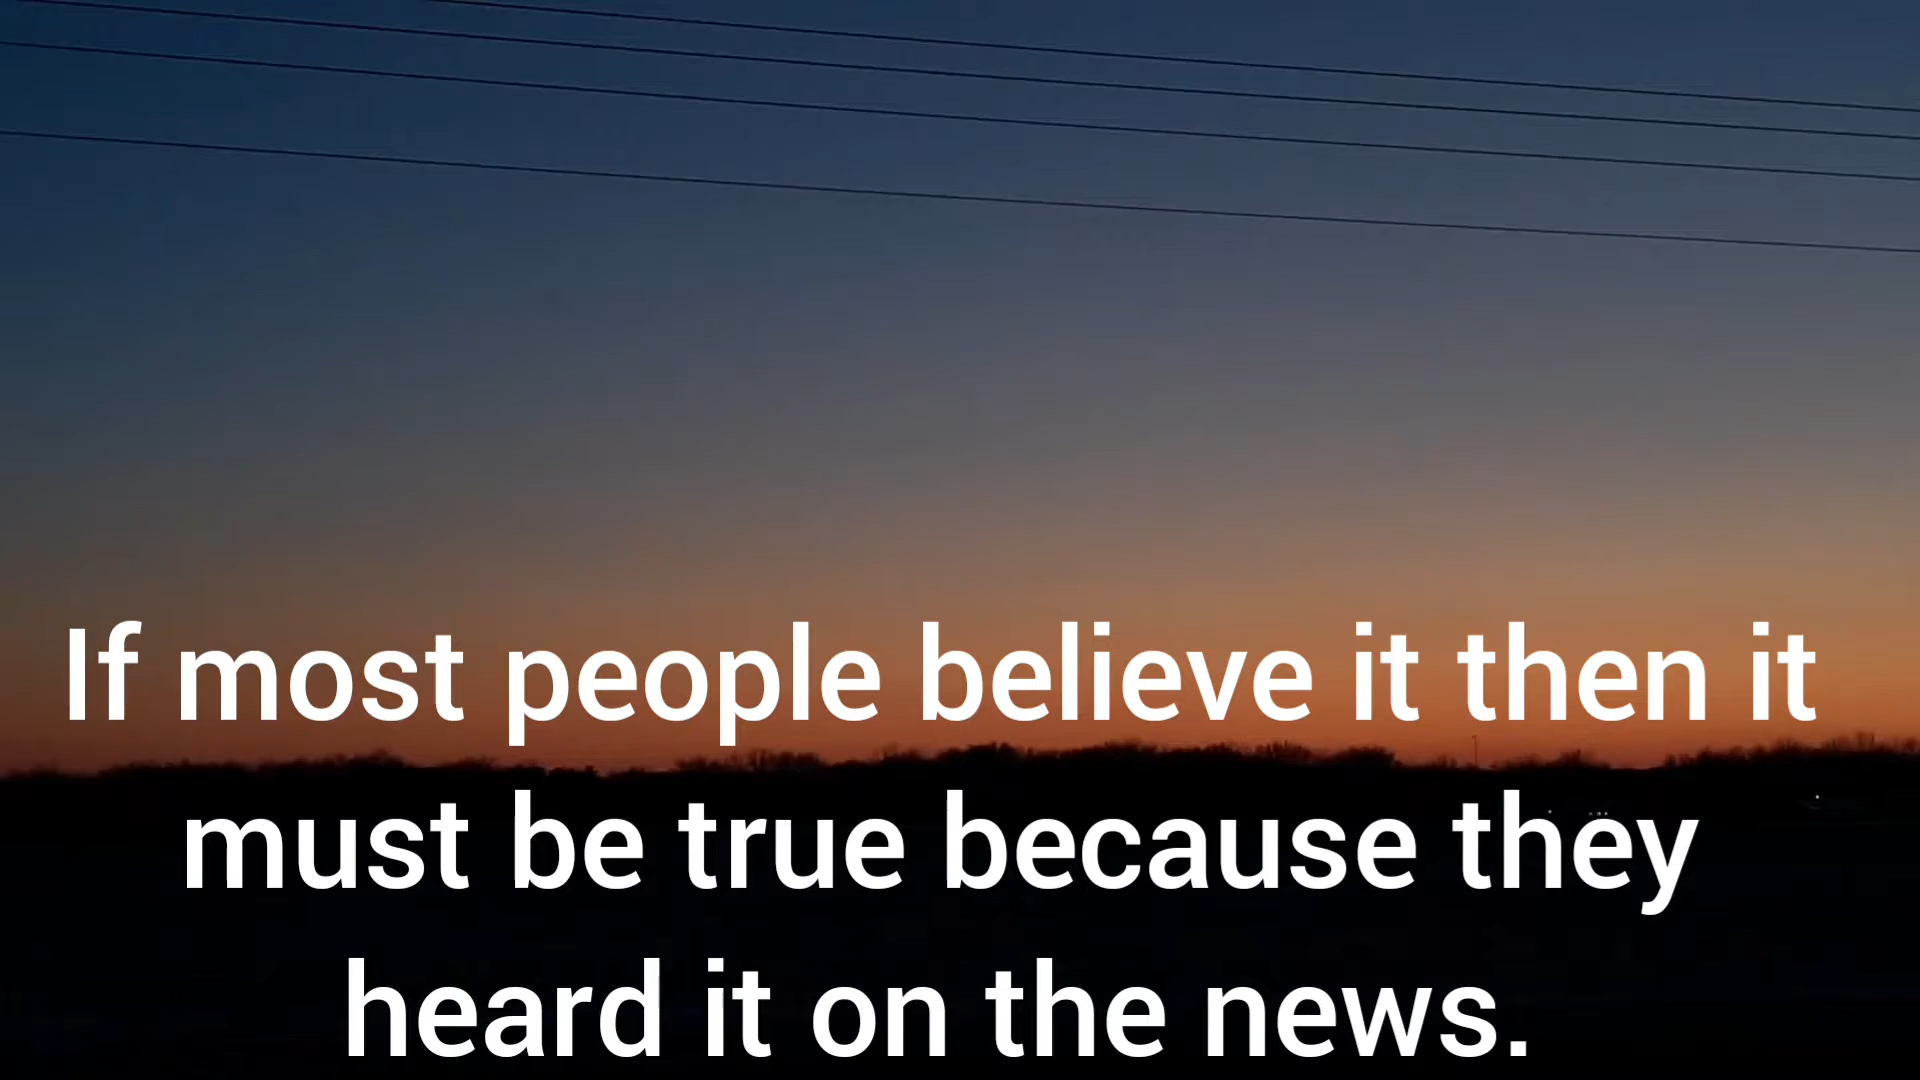 If most people believe it then it
must be true because they
heard it on the news.